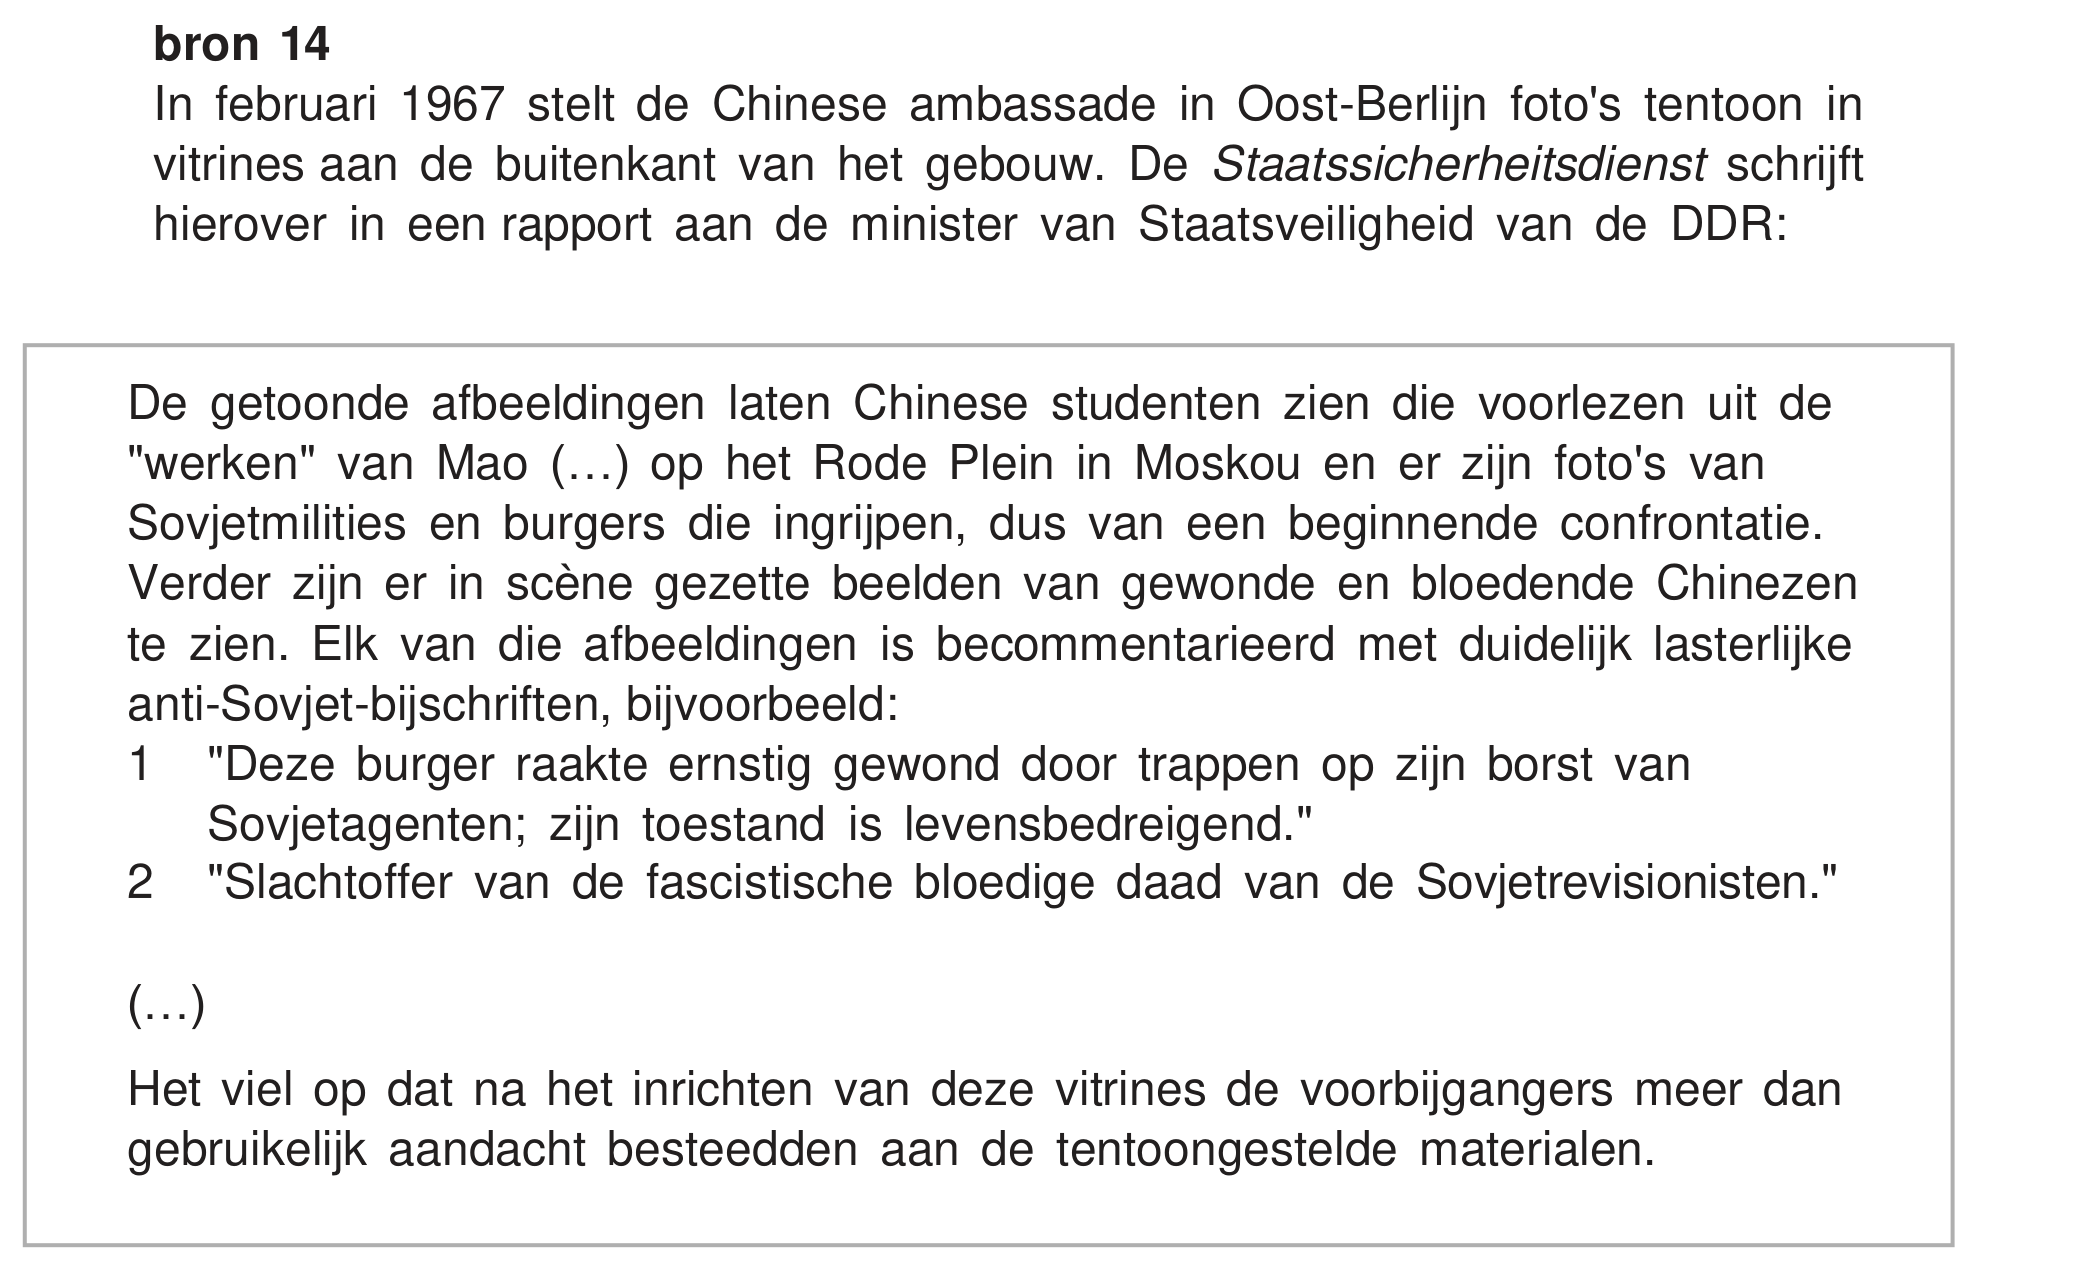 bron 14
In februari 1967 stelt de Chinese ambassade in Oost-Berlijn foto's tentoon in
vitrines aan de buitenkant van het gebouw. De Staatssicherheitsdienst schrijft
hierover in een rapport aan de minister van Staatsveiligheid van de DDR:
De getoonde afbeeldingen laten Chinese studenten zien die voorlezen uit de
"werken" van Mao (…) op het Rode Plein in Moskou en er zijn foto's van
Sovjetmilities en burgers die ingrijpen, dus van een beginnende confrontatie.
Verder zijn er in scène gezette beelden van gewonde en bloedende Chinezen
te zien. Elk van die afbeeldingen is becommentarieerd met duidelijk lasterlijke
anti-Sovjet-bijschriften, bijvoorbeeld:
1 "Deze burger raakte ernstig gewond door trappen op zijn borst van
Sovjetagenten; zijn toestand is levensbedreigend."
2 "Slachtoffer van de fascistische bloedige daad van de Sovjetrevisionisten."
(…)
Het viel op dat na het inrichten van deze vitrines de voorbijgangers meer dan
gebruikelijk aandacht besteedden aan de tentoongestelde materialen.